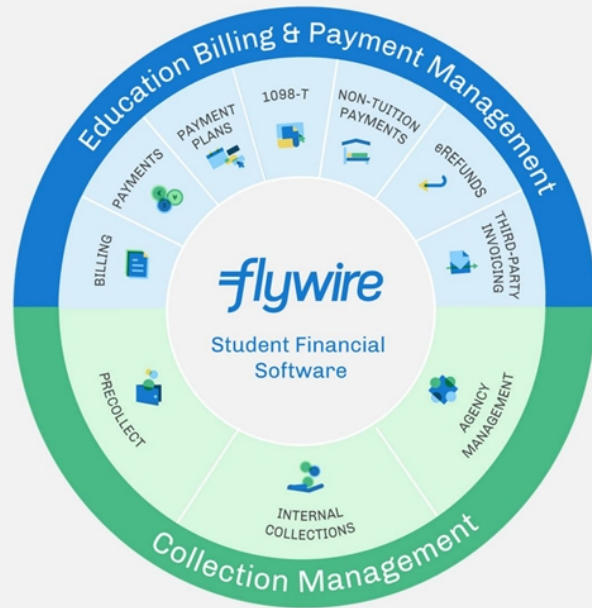 Education Billing & Payment Management
BILLING
PAYMENTS
PAYMENT
PLANS
1098-T
NON-TUITION
PAYMENTS
eREFUNDS
THIRD-PARTY
INVOICING
flywire
Student Financial
Software
PRECOLLECT
INTERNAL
COLLECTIONS
AGENCY
MANAGEMENT
Collection Management